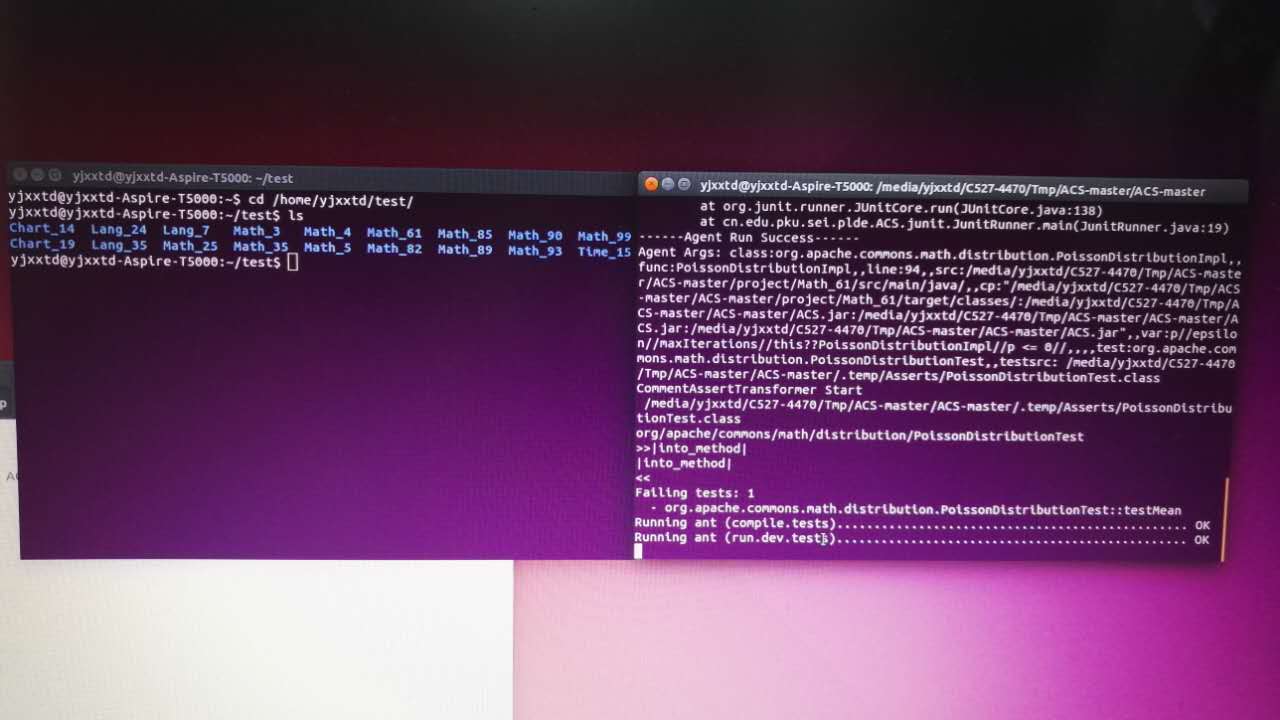 yjxxtd@yjxxtd-Aspire-T5000: ~/test
yjxxtd@yjxxtd-Aspire-T5000:~$ cd /home/yjxxtd/test/
yjxxtd@yjxxtd-Aspire-T5000:~/test$ ls
Chart_14 Lang_24 Lang_7 Math_3 Math_4 Math_61 Math_85 Math_90 Math_99
Chart_19 Lang_35 Math_25 Math_35 Math_5 Math_82 Math_89 Math_93 Time_15
yjxxtd@yjxxtd-Aspire-T5000:~/test$
yjxxtd@yjxxtd-Aspire-T5000: /media/yjxxtd/C527-4470/Tmp/ACS-master/ACS-master
at org.junit.runner.JUnitCore.run(JUnitCore.java:138)
at cn.edu.pku.sei.plde.ACS.junit.JunitRunner.main(JunitRunner.java:19)
------Agent Run Success------
Agent Args: class:org.apache.commons.math.distribution.PoissonDistributionImpl,,
func:PoissonDistributionImpl,,line:94,,src:/media/yjxxtd/C527-4470/Tmp/ACS-maste
r/ACS-master/project/Math_61/src/main/java/,,cp:"/media/yjxxtd/C527-4470/Tmp/ACS
-master/ACS-master/project/Math_61/target/classes/:/media/yjxxtd/C527-4470/Tmp/A
CS-master/ACS-master/ACS.jar:/media/yjxxtd/C527-4470/Tmp/ACS-master/ACS-master/A
CS.jar:/media/yjxxtd/C527-4470/Tmp/ACS-master/ACS-master/ACS.jar",,var:p//epsilo
n//maxIterations//this??PoissonDistributionImpl//p <= 0//,,,,test:org.apache.com
mons.math.distribution.PoissonDistributionTest,,testsrc: /media/yjxxtd/C527-4470
/Tmp/ACS-master/ACS-master/.temp/Asserts/PoissonDistributionTest.class
CommentAssertTransformer Start
/media/yjxxtd/C527-4470/Tmp/ACS-master/ACS-master/.temp/Asserts/PoissonDistribu
tionTest.class
org/apache/commons/math/distribution/PoissonDistributionTest
>>|into_method|
|into_method|
<<
Failing tests: 1
- org.apache.commons.math.distribution.PoissonDistributionTest::testMean
Running ant (compile.tests)............................................... OK
Running ant (run.dev.tests)............................................... OK